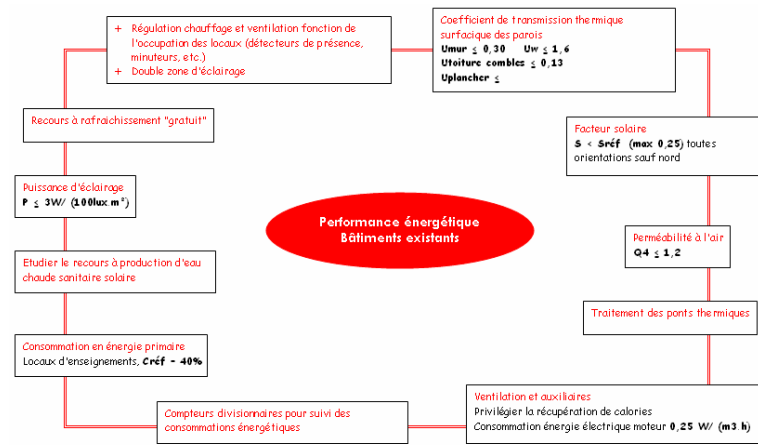 + Régulation chauffage et ventilation fonction de
l'occupation des locaux (détecteurs de présence,
minuteurs, etc.)
+ Double zone d'éclairage
Coefficient de transmission thermique
surfacique des parois
Umur ≤ 0,30 Uw ≤ 1,6
Utoiture combles ≤ 0,13
Uplancher ≤
Recours à rafraichissement "gratuit"
Facteur solaire
S < Sréf (max 0,25) toutes
orientations sauf nord
Puissance d'éclairage
P ≤ 3W/ (100lux.m²)
Performance énergétique
Bâtiments existants
Perméabilité à l'air
Q4 ≤ 1,2
Etudier le recours à production d'eau
chaude sanitaire solaire
Traitement des ponts thermiques
Consommation en énergie primaire
Locaux d'enseignements, Créf - 40%
Ventilation et auxiliaires
Privilégier la récupération de calories
Consommation énergie électrique moteur 0,25 W/ (m3.h)
Compteurs divisionnaires pour suivi des
consommations énergétiques